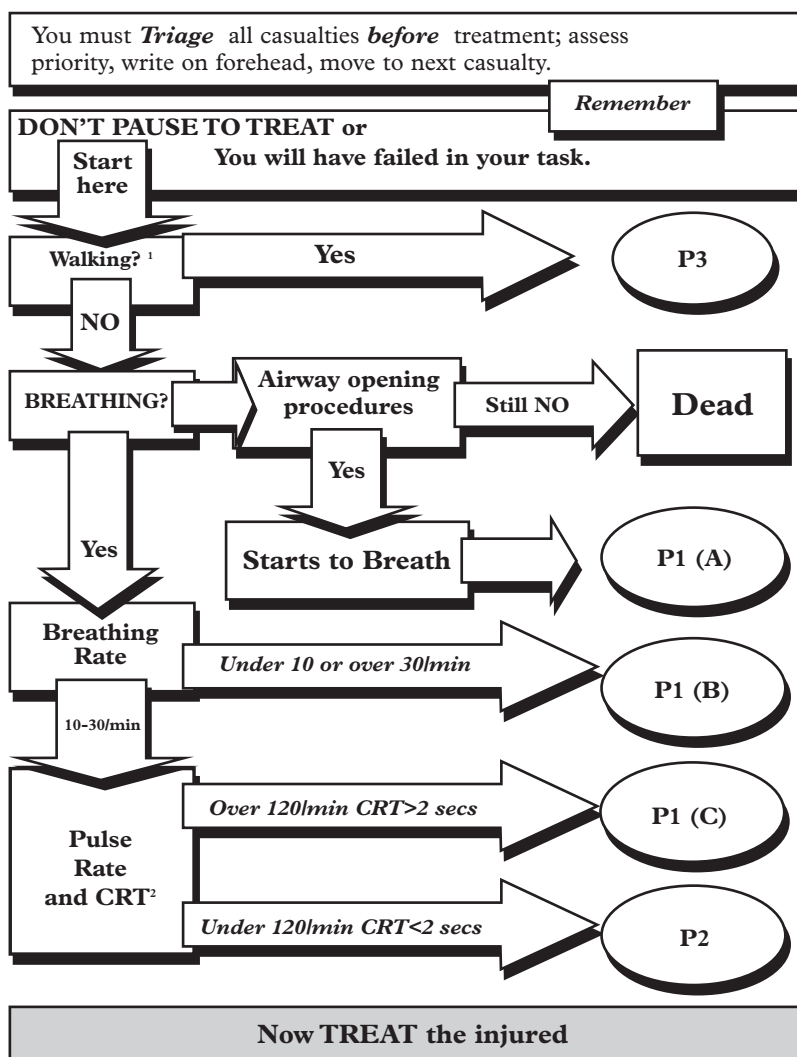 You must Triage all casualties before treatment; assess
priority, write on forehead, move to next casualty.
Remember
DON'T PAUSE TO TREAT or
You will have failed in your task.
Start
here
Walking? 1
Yes
P3
NO
BREATHING?
Airway opening
procedures
Still NO
Dead
Yes
Yes
Starts to Breath
P1 (A)
Breathing
Rate
Under 10 or over 30/min
P1 (B)
10-30/min
Pulse
Rate
and CRT2
Over 120/min CRT>2 secs
P1 (C)
Under 120/min CRT<2 secs
P2
Now TREAT the injured